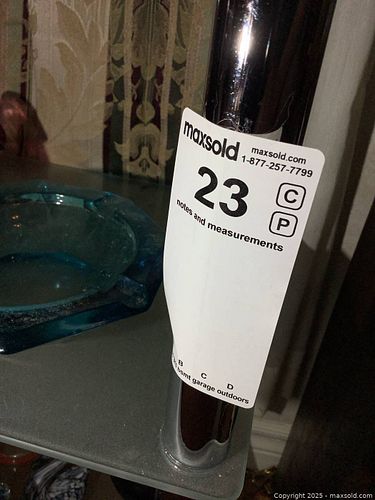 maxsold
maxsold.com
1-877-257-7799
23
C
P
notes and measurements
B C D
bsmt garage outdoors
Copyright 2025 - maxsold.com